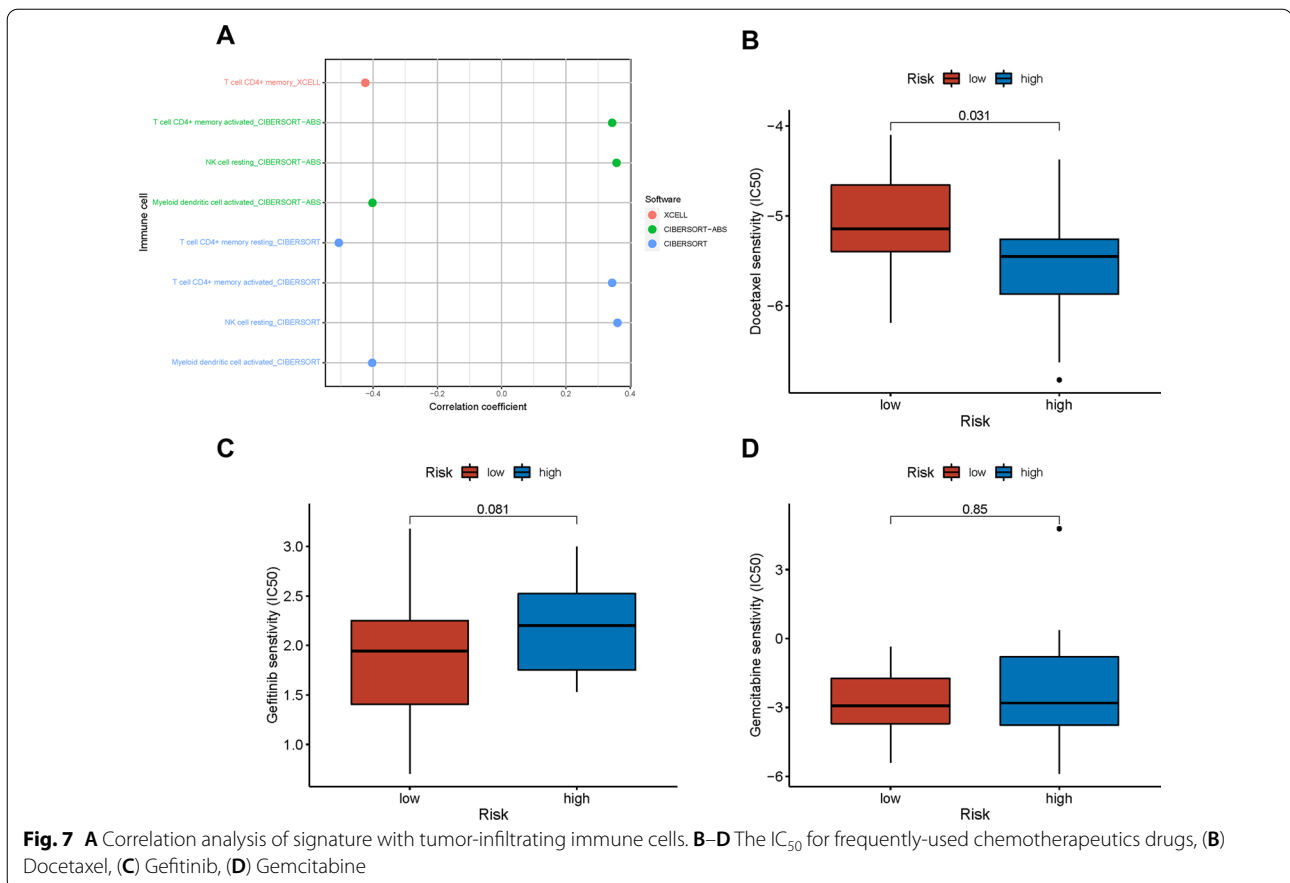 A
T cell CD4+ memory_XCELL
T cell CD4+ memory activated_CIBERSORT−ABS
NK cell resting_CIBERSORT−ABS
Myeloid dendritic cell activated_CIBERSORT−ABS
T cell CD4+ memory resting_CIBERSORT
T cell CD4+ memory activated_CIBERSORT
NK cell resting_CIBERSORT
Myeloid dendritic cell activated_CIBERSORT
Immune cell
−0.4 −0.2 0.0 0.2 0.4
Correlation coefficient
Software
XCELL
CIBERSORT−ABS
CIBERSORT
B
Risk low high
0.031
−4
−5
−6
Docetaxel senstivity (IC50)
low high
Risk
C
Risk low high
0.081
3.0
2.5
2.0
1.5
1.0
Gefitinib senstivity (IC50)
low high
Risk
D
Risk low high
0.85
3
0
−3
−6
Gemcitabine senstivity (IC50)
low high
Risk
Fig. 7 A Correlation analysis of signature with tumor-infiltrating immune cells. B–D The IC50 for frequently-used chemotherapeutics drugs, (B)
Docetaxel, (C) Gefitinib, (D) Gemcitabine